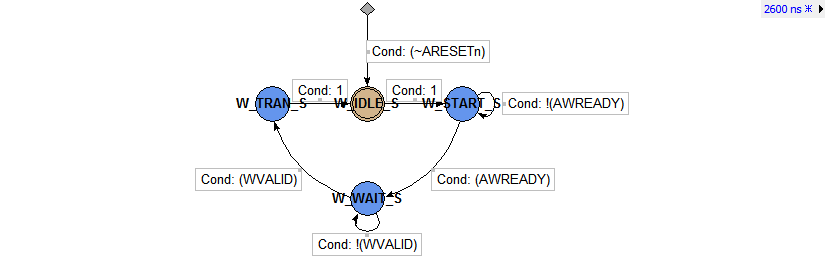 2600 ns
Cond: (~ARESETn)
Cond: 1
Cond: 1
W_TRAN_S
W_IDLE_S
W_START_S
Cond: !(AWREADY)
Cond: (WVALID)
Cond: (AWREADY)
W_WAIT_S
Cond: !(WVALID)